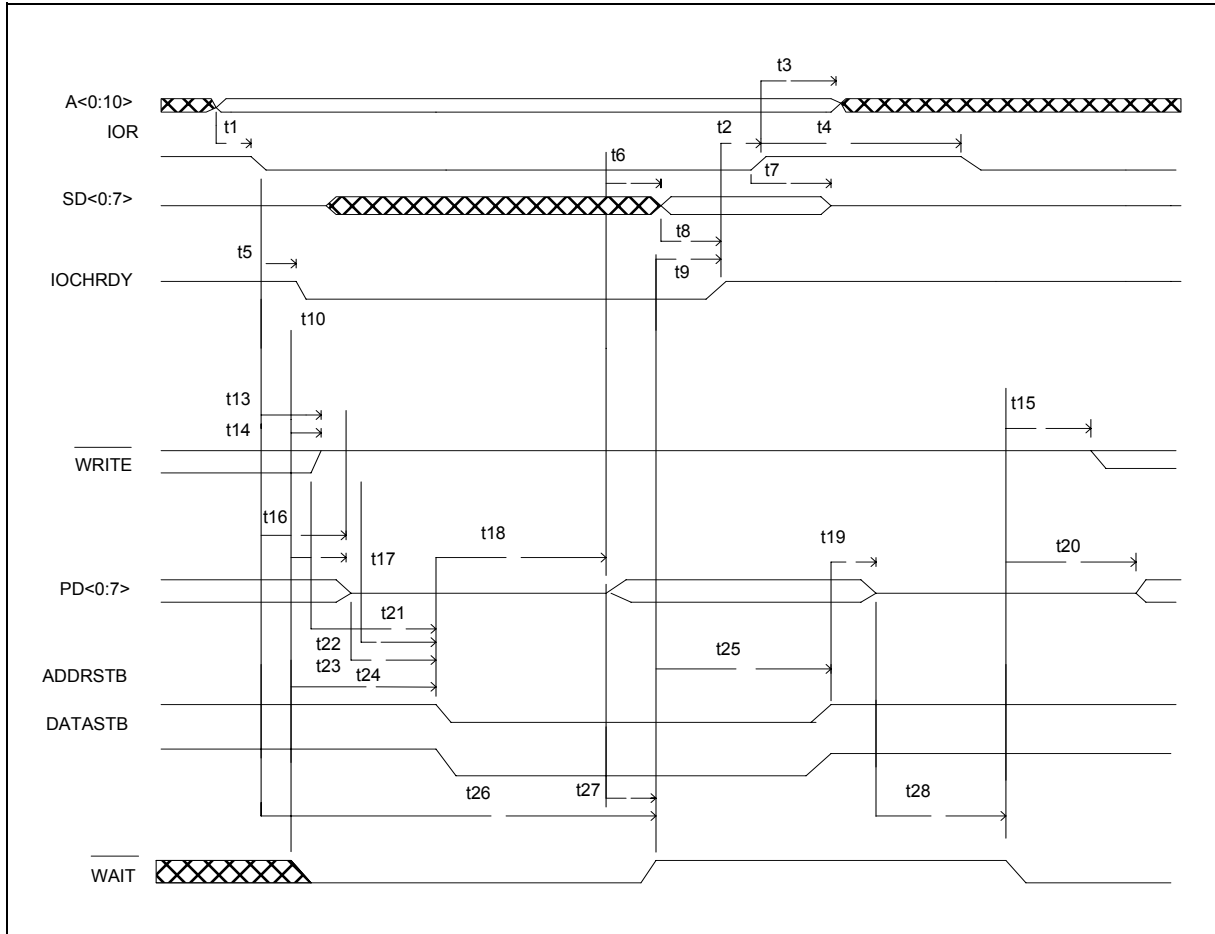 t3
A<0:10>
IOR
t1
t2
t4
t6
t7
SD<0:7>
t8
t5
t9
IOCHRDY
t10
t13
t14
t15
WRITE
t16
t18
t17
t19
t20
PD<0:7>
t21
t22
t23
t24
t25
ADDRSTB
DATASTB
t26
t27
t28
WAIT